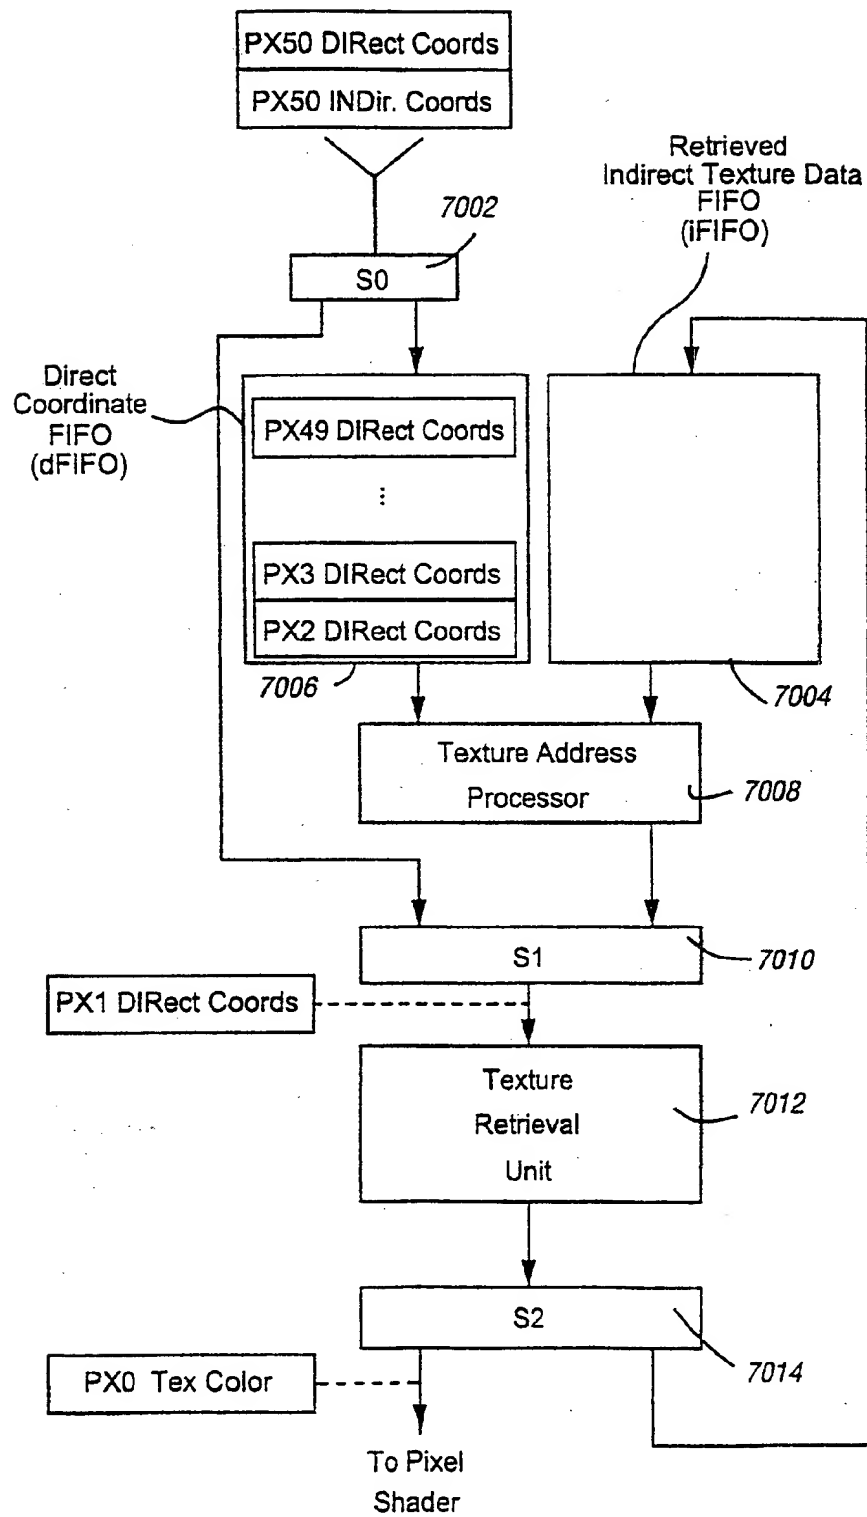 PX50 DIRect Coords
PX50 INDir. Coords
Retrieved
Indirect Texture Data
FIFO
(iFIFO)
7002
S0
Direct
Coordinate
FIFO
(dFIFO)
PX49 DIRect Coords
...
PX3 DIRect Coords
PX2 DIRect Coords
7006
7004
Texture Address
Processor
7008
S1
7010
PX1 DIRect Coords
Texture
Retrieval
Unit
7012
S2
7014
PX0 Tex Color
To Pixel
Shader